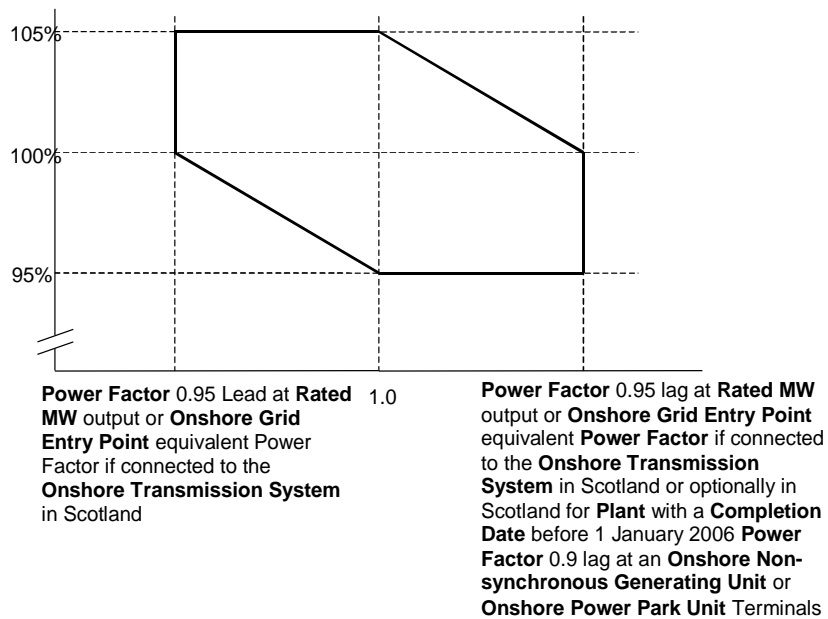 105%
100%
95%
Power Factor 0.95 Lead at Rated
MW output or Onshore Grid
Entry Point equivalent Power
Factor if connected to the
Onshore Transmission System
in Scotland
1.0
Power Factor 0.95 lag at Rated MW
output or Onshore Grid Entry Point
equivalent Power Factor if connected
to the Onshore Transmission
System in Scotland or optionally in
Scotland for Plant with a Completion
Date before 1 January 2006 Power
Factor 0.9 lag at an Onshore Non-
synchronous Generating Unit or
Onshore Power Park Unit Terminals